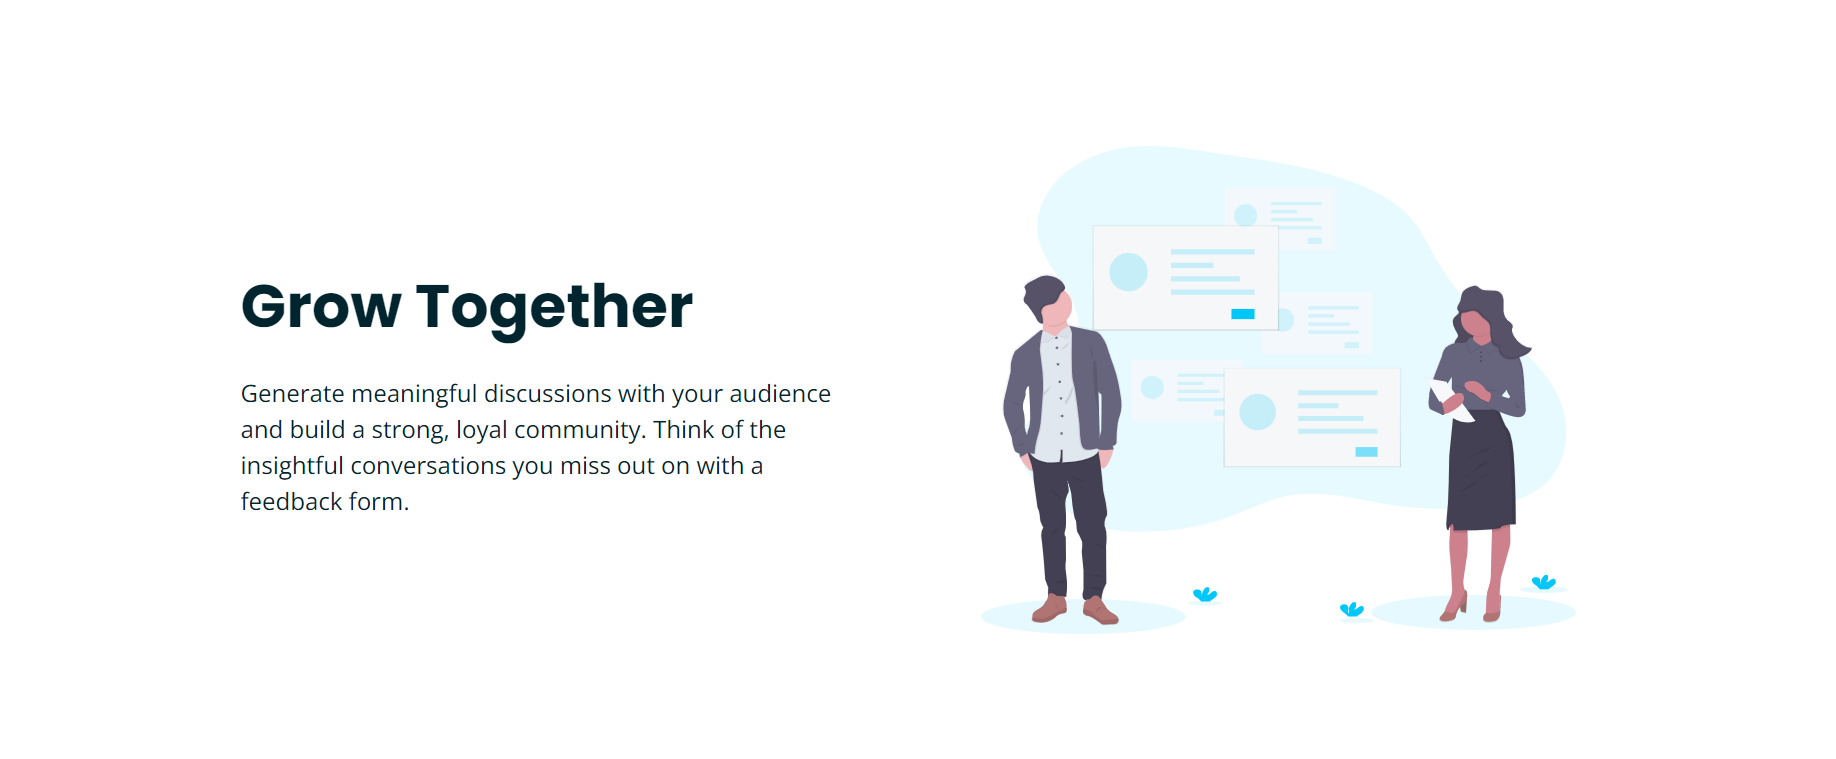 Grow Together
Generate meaningful discussions with your audience
and build a strong, loyal community. Think of the
insightful conversations you miss out on with a
feedback form.